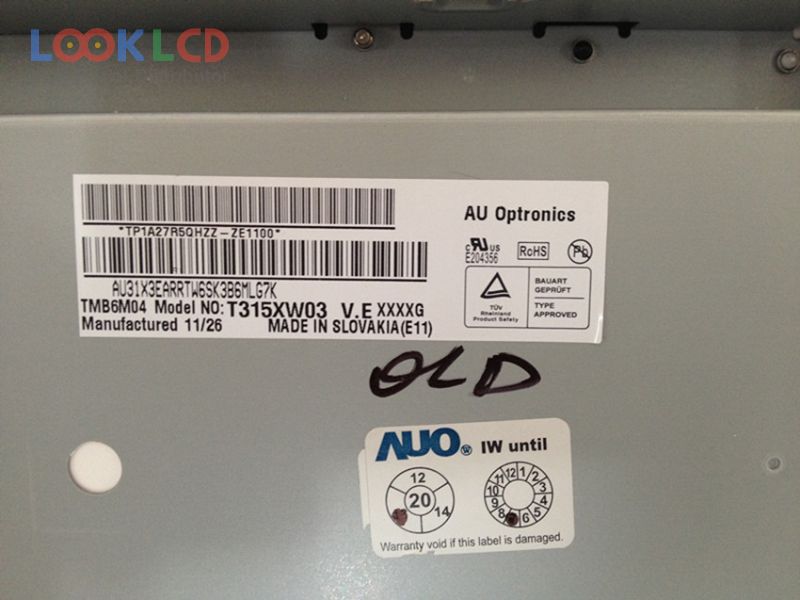 LOOKLCD
*TP1A27R5QHZZ-ZE1100*
AU31X3EARRTW6SK3B6MLG7K
TMB6M04 Model NO: T315XW03 V.E XXXXG
Manufactured 11/26 MADE IN SLOVAKIA(E11)
AU Optronics
c RU US
E204356
RoHS
Pb
TÜV
Rheinland
Product Safety
BAUART
GEPRÜFT
TYPE
APPROVED
OLD
AUO IW until
12
20
14
12 1 2 3 4 5 6 8 9 10 11
Warranty void if this label is damaged.